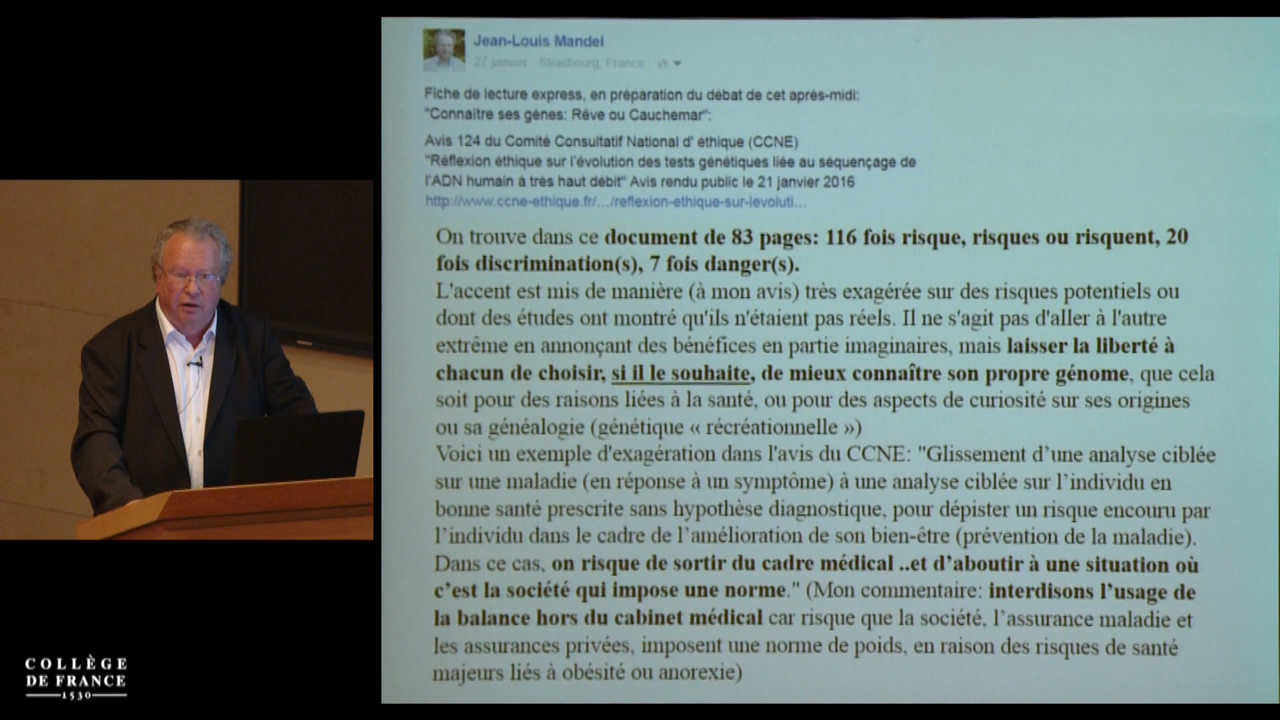 Jean-Louis Mandel
27 janvier · Strasbourg, France
Fiche de lecture express, en préparation du débat de cet après-midi:
"Connaître ses gènes: Rêve ou Cauchemar":
Avis 124 du Comité Consultatif National d' éthique (CCNE)
"Réflexion éthique sur l'évolution des tests génétiques liée au séquençage de
l'ADN humain à très haut débit" Avis rendu public le 21 janvier 2016
http://www.ccne-ethique.fr/.../reflexion-ethique-sur-levoluti...
On trouve dans ce document de 83 pages: 116 fois risque, risques ou risquent, 20
fois discrimination(s), 7 fois danger(s).
L'accent est mis de manière (à mon avis) très exagérée sur des risques potentiels ou
dont des études ont montré qu'ils n'étaient pas réels. Il ne s'agit pas d'aller à l'autre
extrême en annonçant des bénéfices en partie imaginaires, mais laisser la liberté à
chacun de choisir, si il le souhaite, de mieux connaître son propre génome, que cela
soit pour des raisons liées à la santé, ou pour des aspects de curiosité sur ses origines
ou sa généalogie (génétique « récréationnelle »)
Voici un exemple d'exagération dans l'avis du CCNE: "Glissement d'une analyse ciblée
sur une maladie (en réponse à un symptôme) à une analyse ciblée sur l'individu en
bonne santé prescrite sans hypothèse diagnostique, pour dépister un risque encouru par
l'individu dans le cadre de l'amélioration de son bien-être (prévention de la maladie).
Dans ce cas, on risque de sortir du cadre médical ..et d'aboutir à une situation où
c'est la société qui impose une norme." (Mon commentaire: interdisons l'usage de
la balance hors du cabinet médical car risque que la société, l'assurance maladie et
les assurances privées, imposent une norme de poids, en raison des risques de santé
majeurs liés à obésité ou anorexie)
COLLÈGE
DE FRANCE
1530